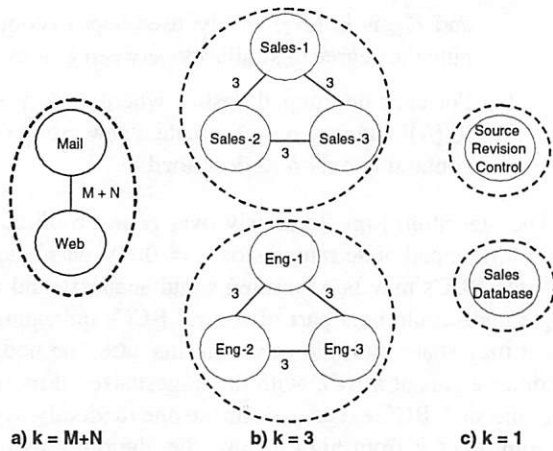 Mail
M + N
Web
a) k = M+N
Sales-1
3
3
Sales-2
Sales-3
3
Eng-1
3
3
Eng-2
Eng-3
3
b) k = 3
Source
Revision
Control
Sales
Database
c) k = 1